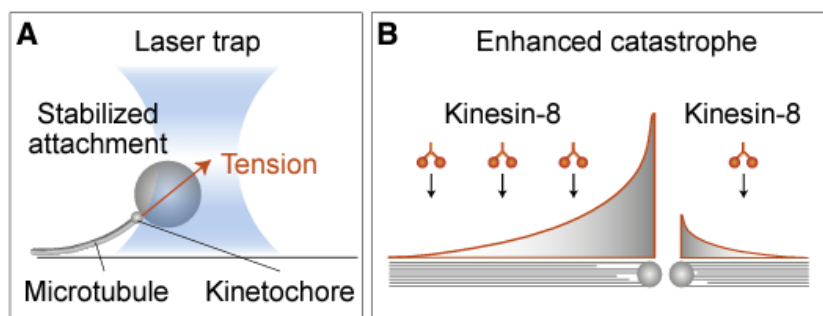 A
Laser trap
Stabilized
attachment
Tension
Microtubule
Kinetochore
B
Enhanced catastrophe
Kinesin-8
Kinesin-8